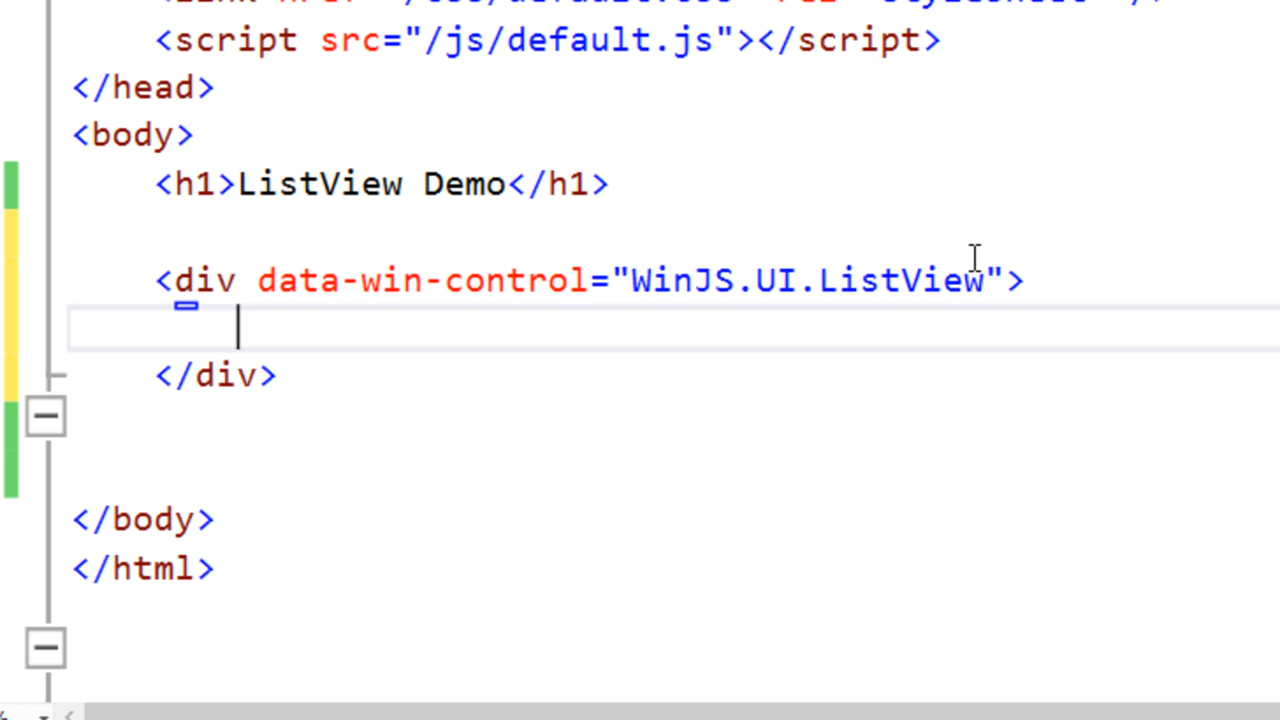 <script src="/js/default.js"></script>
</head>
<body>
<h1>ListView Demo</h1>
<div data-win-control="WinJS.UI.ListView">
</div>
</body>
</html>